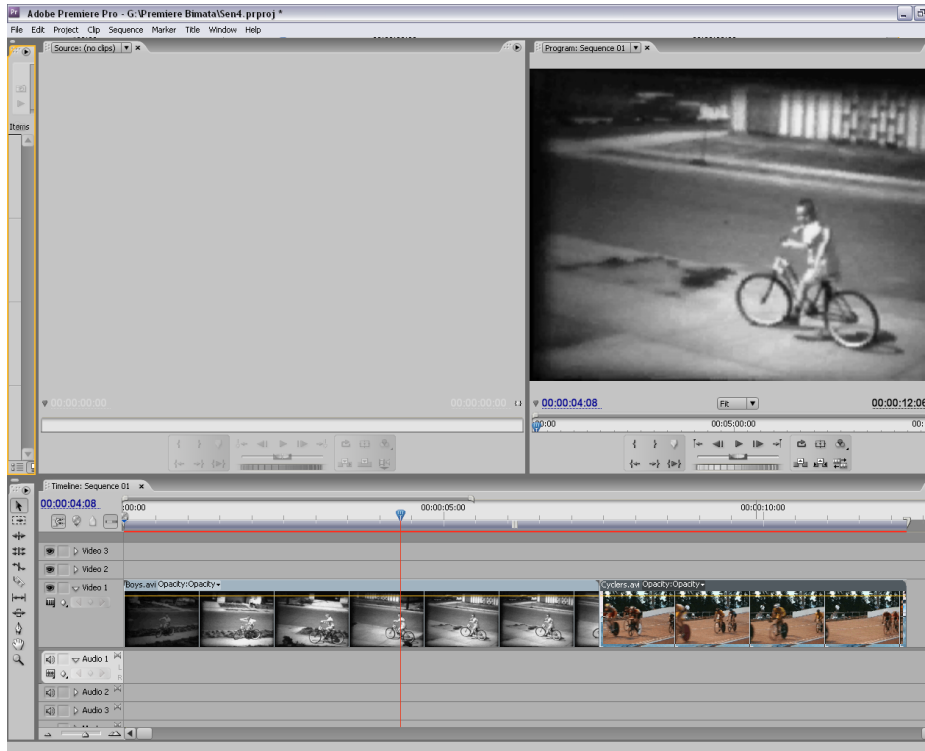 Adobe Premiere Pro - G:\Premiere Bimata\Sen4.prproj *
File Edit Project Clip Sequence Marker Title Window Help
Source: (no clips)
Program: Sequence 01
Items
00:00:00:00 00:00:00:00
00:00:04:08 Fit 00:00:12:06
00:00 00:05:00:00 00:
Timeline: Sequence 01
00:00:04:08
:00:00 00:00:05:00 00:00:10:00
Video 3
Video 2
Video 1
Boys.avi Opacity:Opacity
Cyclers.avi Opacity:Opacity
Audio 1
L
R
Audio 2
Audio 3